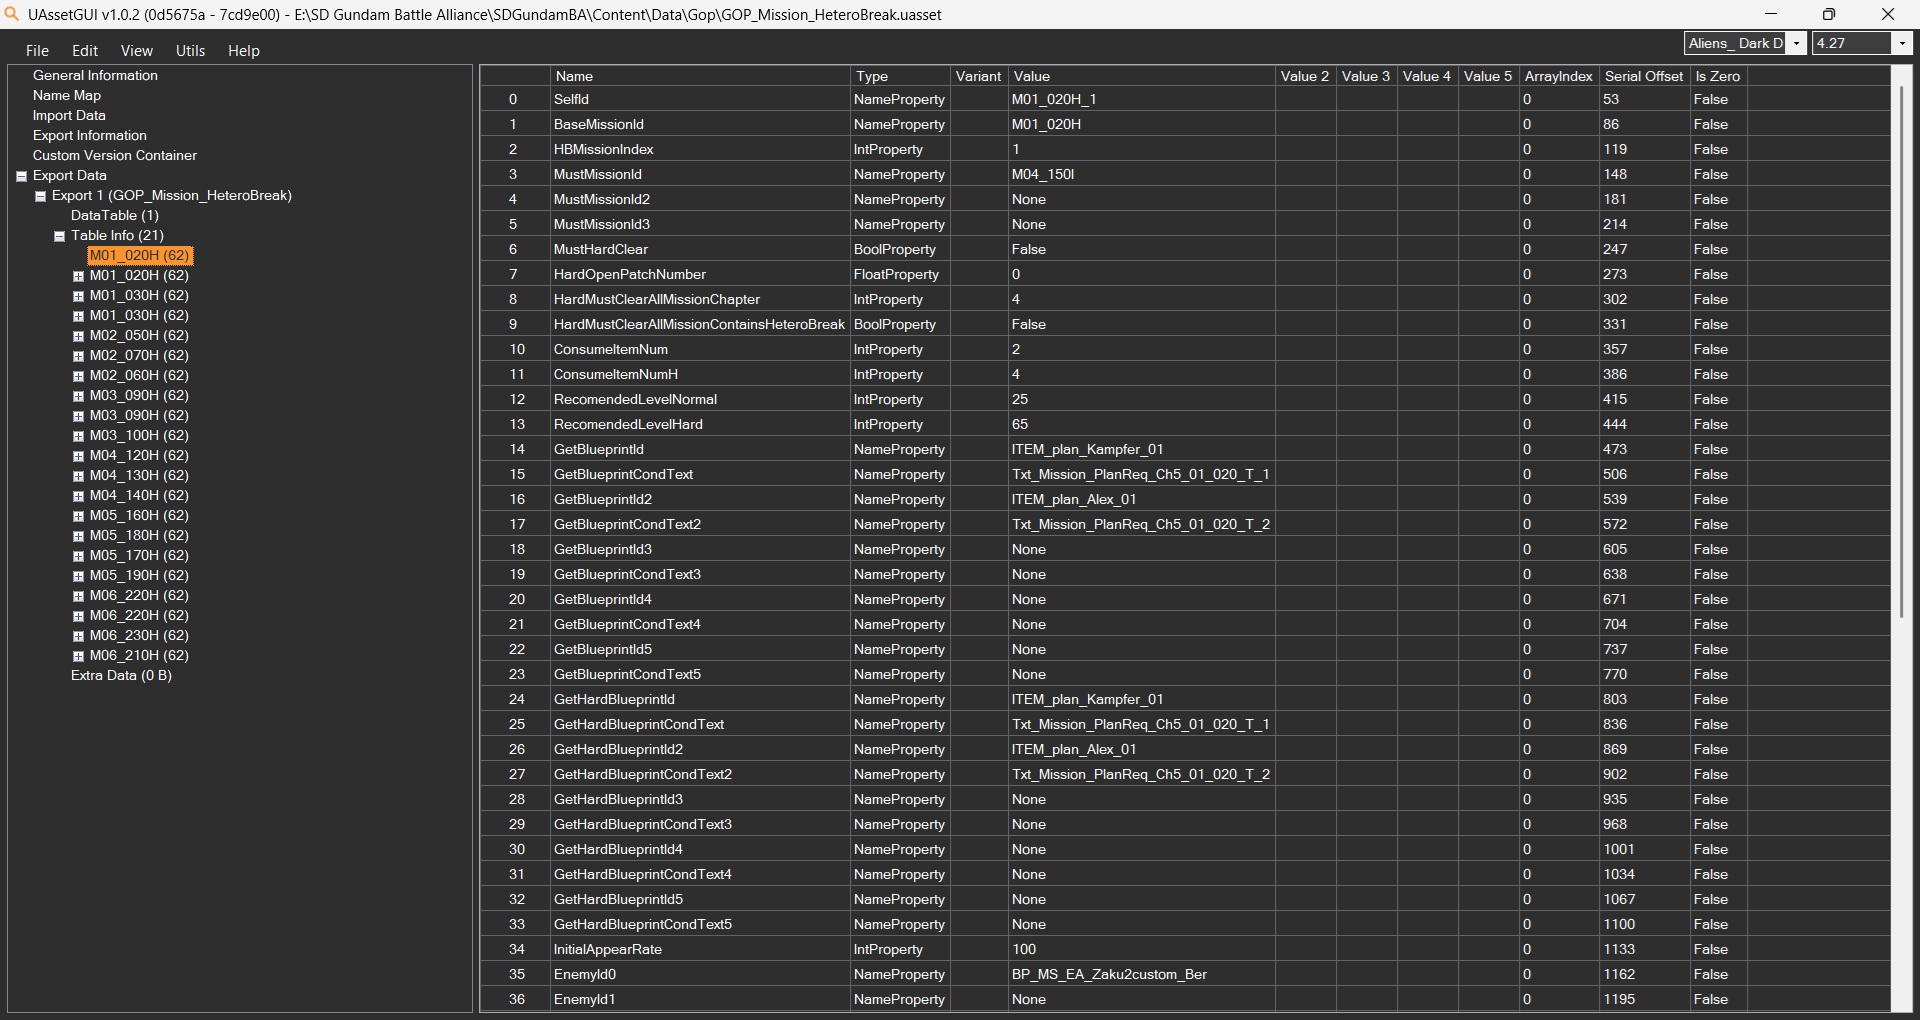 UAssetGUI v1.0.2 (0d5675a - 7cd9e00) - E:\SD Gundam Battle Alliance\SDGundamBA\Content\Data\Gop\GOP_Mission_HeteroBreak.uasset
File Edit View Utils Help
Aliens_ Dark D 4.27
General Information
Name Map
Import Data
Export Information
Custom Version Container
Export Data
Export 1 (GOP_Mission_HeteroBreak)
DataTable (1)
Table Info (21)
M01_020H (62)
M01_020H (62)
M01_030H (62)
M01_030H (62)
M02_050H (62)
M02_070H (62)
M02_060H (62)
M03_090H (62)
M03_090H (62)
M03_100H (62)
M04_120H (62)
M04_130H (62)
M04_140H (62)
M05_160H (62)
M05_180H (62)
M05_170H (62)
M05_190H (62)
M06_220H (62)
M06_220H (62)
M06_230H (62)
M06_210H (62)
Extra Data (0 B)
Name Type Variant Value Value 2 Value 3 Value 4 Value 5 ArrayIndex Serial Offset Is Zero
0 SelfId NameProperty M01_020H_1 0 53 False
1 BaseMissionId NameProperty M01_020H 0 86 False
2 HBMissionIndex IntProperty 1 0 119 False
3 MustMissionId NameProperty M04_150I 0 148 False
4 MustMissionId2 NameProperty None 0 181 False
5 MustMissionId3 NameProperty None 0 214 False
6 MustHardClear BoolProperty False 0 247 False
7 HardOpenPatchNumber FloatProperty 0 0 273 False
8 HardMustClearAllMissionChapter IntProperty 4 0 302 False
9 HardMustClearAllMissionContainsHeteroBreak BoolProperty False 0 331 False
10 ConsumeItemNum IntProperty 2 0 357 False
11 ConsumeItemNumH IntProperty 4 0 386 False
12 RecomendedLevelNormal IntProperty 25 0 415 False
13 RecomendedLevelHard IntProperty 65 0 444 False
14 GetBlueprintId NameProperty ITEM_plan_Kampfer_01 0 473 False
15 GetBlueprintCondText NameProperty Txt_Mission_PlanReq_Ch5_01_020_T_1 0 506 False
16 GetBlueprintId2 NameProperty ITEM_plan_Alex_01 0 539 False
17 GetBlueprintCondText2 NameProperty Txt_Mission_PlanReq_Ch5_01_020_T_2 0 572 False
18 GetBlueprintId3 NameProperty None 0 605 False
19 GetBlueprintCondText3 NameProperty None 0 638 False
20 GetBlueprintId4 NameProperty None 0 671 False
21 GetBlueprintCondText4 NameProperty None 0 704 False
22 GetBlueprintId5 NameProperty None 0 737 False
23 GetBlueprintCondText5 NameProperty None 0 770 False
24 GetHardBlueprintId NameProperty ITEM_plan_Kampfer_01 0 803 False
25 GetHardBlueprintCondText NameProperty Txt_Mission_PlanReq_Ch5_01_020_T_1 0 836 False
26 GetHardBlueprintId2 NameProperty ITEM_plan_Alex_01 0 869 False
27 GetHardBlueprintCondText2 NameProperty Txt_Mission_PlanReq_Ch5_01_020_T_2 0 902 False
28 GetHardBlueprintId3 NameProperty None 0 935 False
29 GetHardBlueprintCondText3 NameProperty None 0 968 False
30 GetHardBlueprintId4 NameProperty None 0 1001 False
31 GetHardBlueprintCondText4 NameProperty None 0 1034 False
32 GetHardBlueprintId5 NameProperty None 0 1067 False
33 GetHardBlueprintCondText5 NameProperty None 0 1100 False
34 InitialAppearRate IntProperty 100 0 1133 False
35 EnemyId0 NameProperty BP_MS_EA_Zaku2custom_Ber 0 1162 False
36 EnemyId1 NameProperty None 0 1195 False